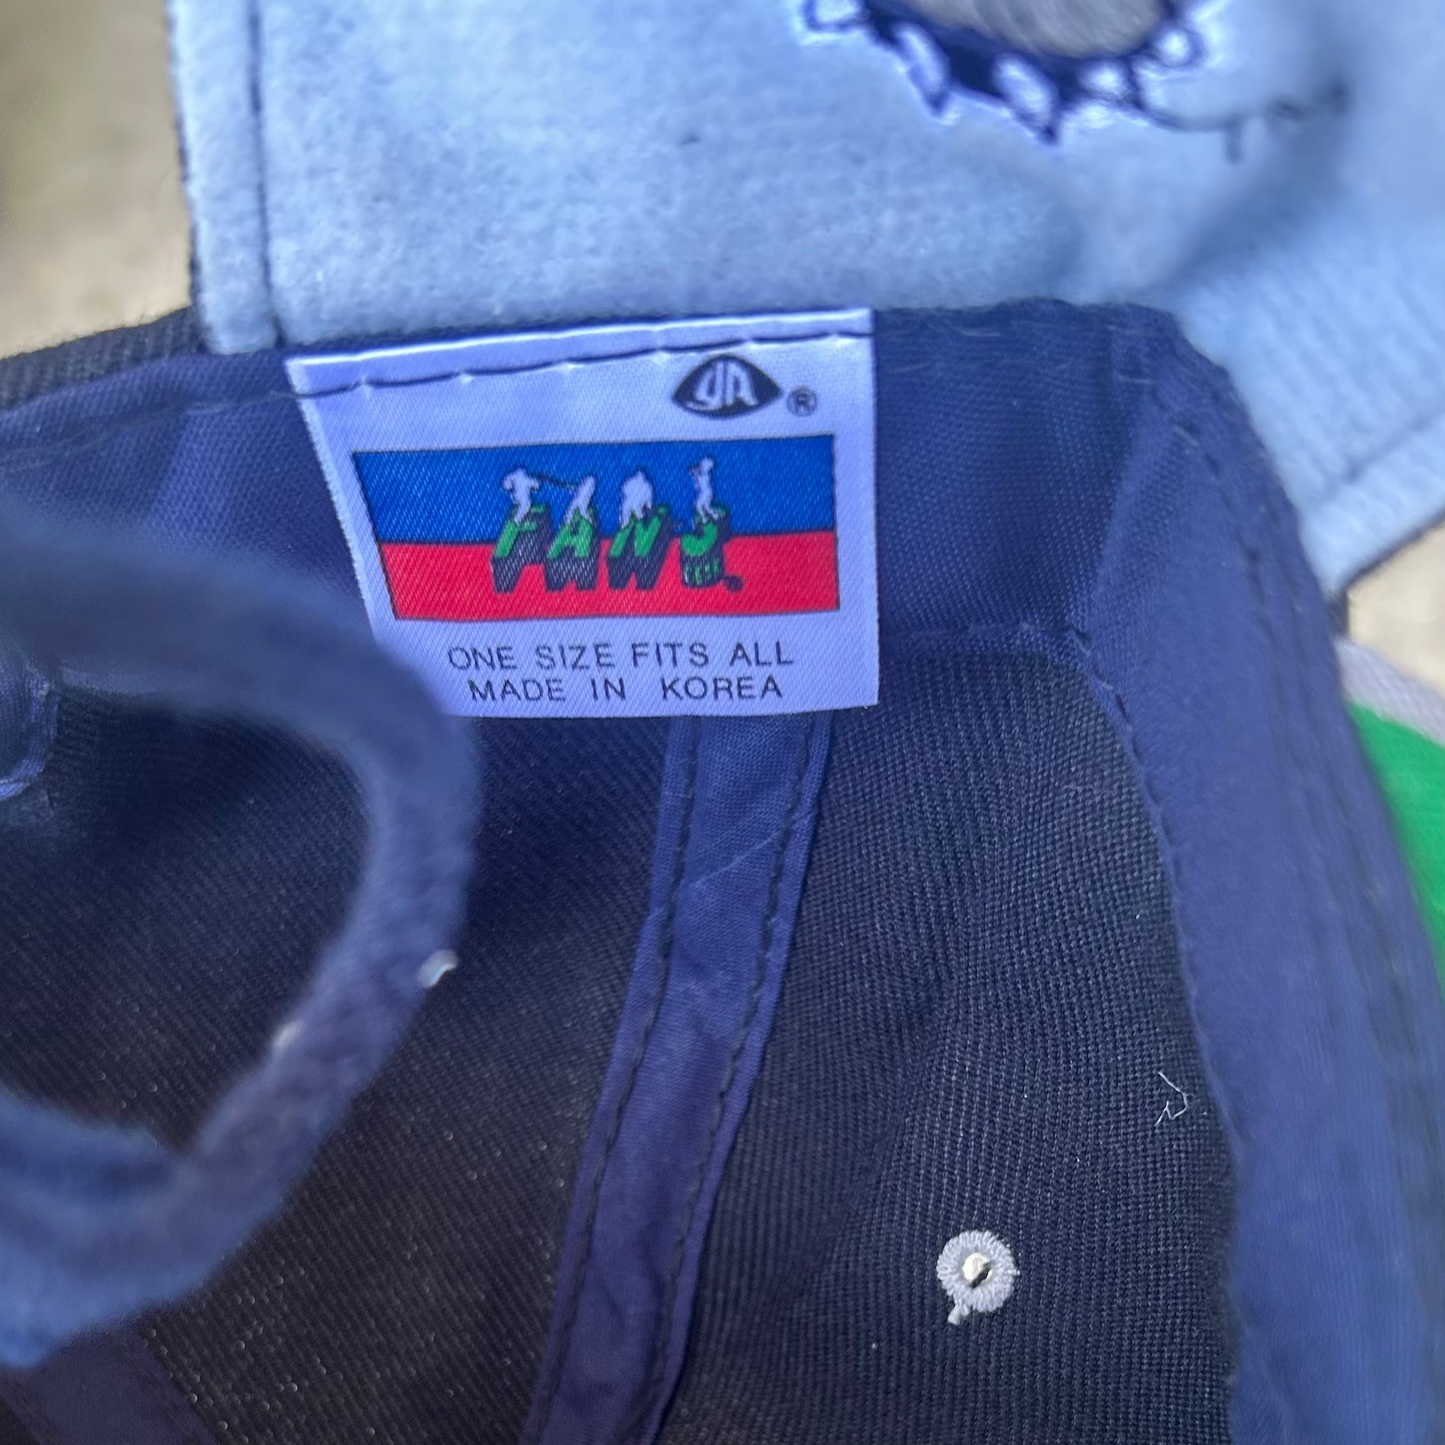 YA ®
FANS
ONE SIZE FITS ALL
MADE IN KOREA